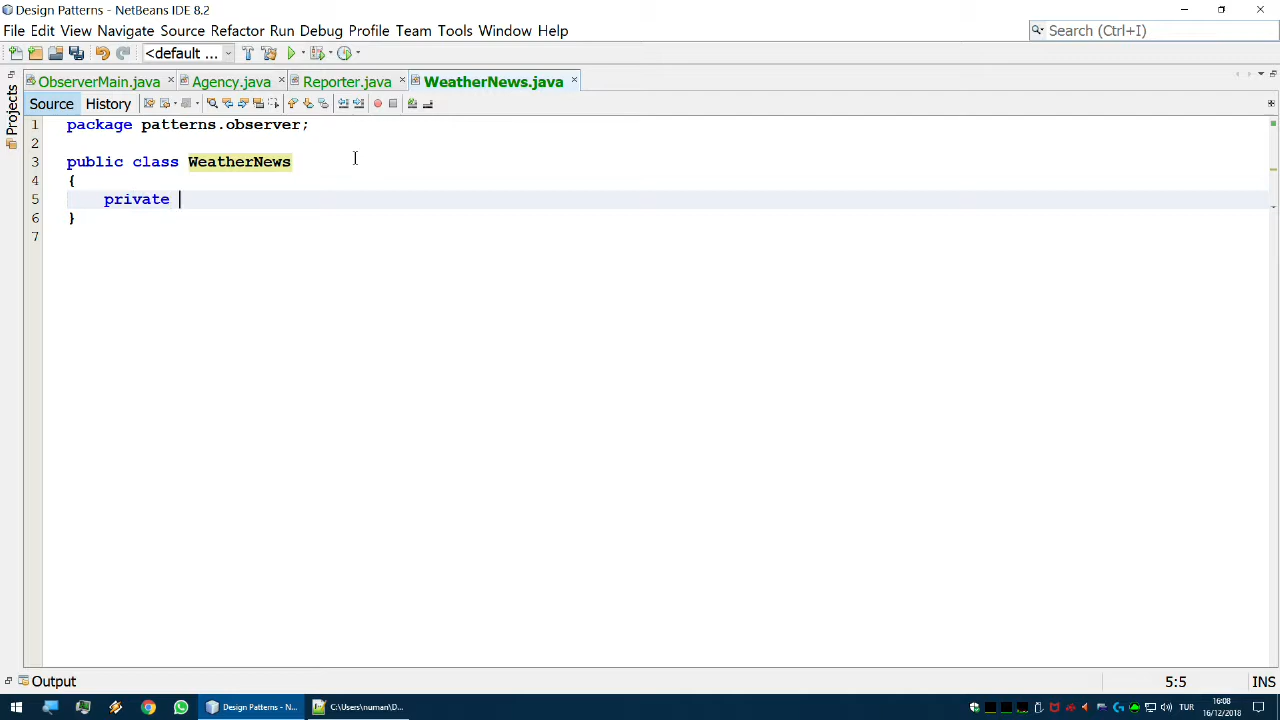 Design Patterns - NetBeans IDE 8.2
File Edit View Navigate Source Refactor Run Debug Profile Team Tools Window Help
Search (Ctrl+I)
<default ...
Projects
ObserverMain.java
Agency.java
Reporter.java
WeatherNews.java
Source History
1 package patterns.observer;
2
3 public class WeatherNews
4 {
5 private
6 }
7
Output
5:5
INS
Design Patterns - N...
C:\Users\numan\D...
TUR
16:08
16/12/2018